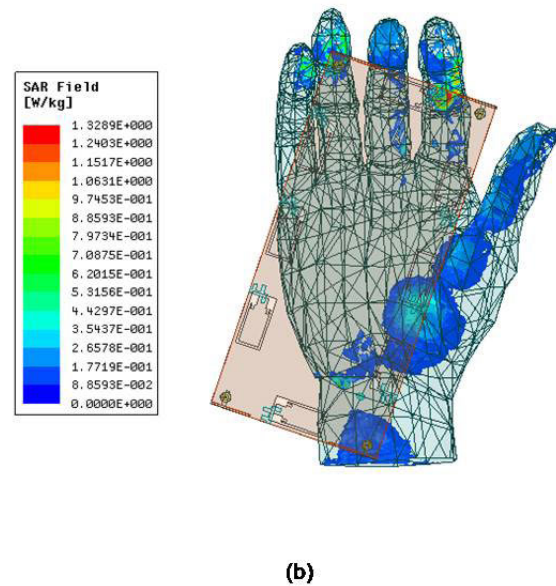 SAR Field
[W/kg]
1.3289E+000
1.2403E+000
1.1517E+000
1.0631E+000
9.7453E-001
8.8593E-001
7.9734E-001
7.0875E-001
6.2015E-001
5.3156E-001
4.4297E-001
3.5437E-001
2.6578E-001
1.7719E-001
8.8593E-002
0.0000E+000
(b)